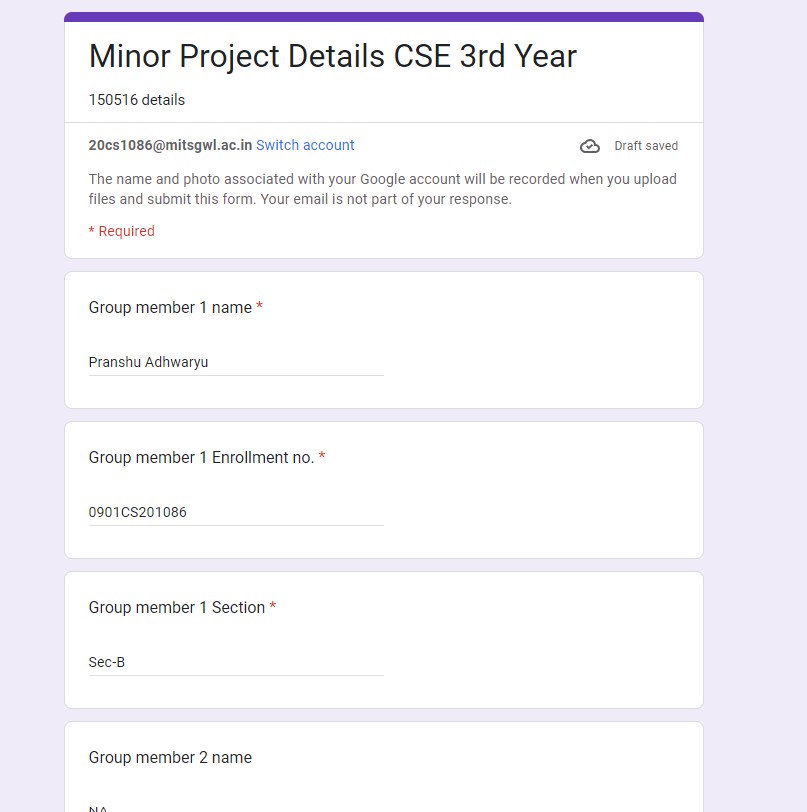 Minor Project Details CSE 3rd Year
150516 details
20cs1086@mitsgwl.ac.in Switch account
Draft saved
The name and photo associated with your Google account will be recorded when you upload
files and submit this form. Your email is not part of your response.
* Required
Group member 1 name *
Pranshu Adhwaryu
Group member 1 Enrollment no. *
0901CS201086
Group member 1 Section *
Sec-B
Group member 2 name
NA